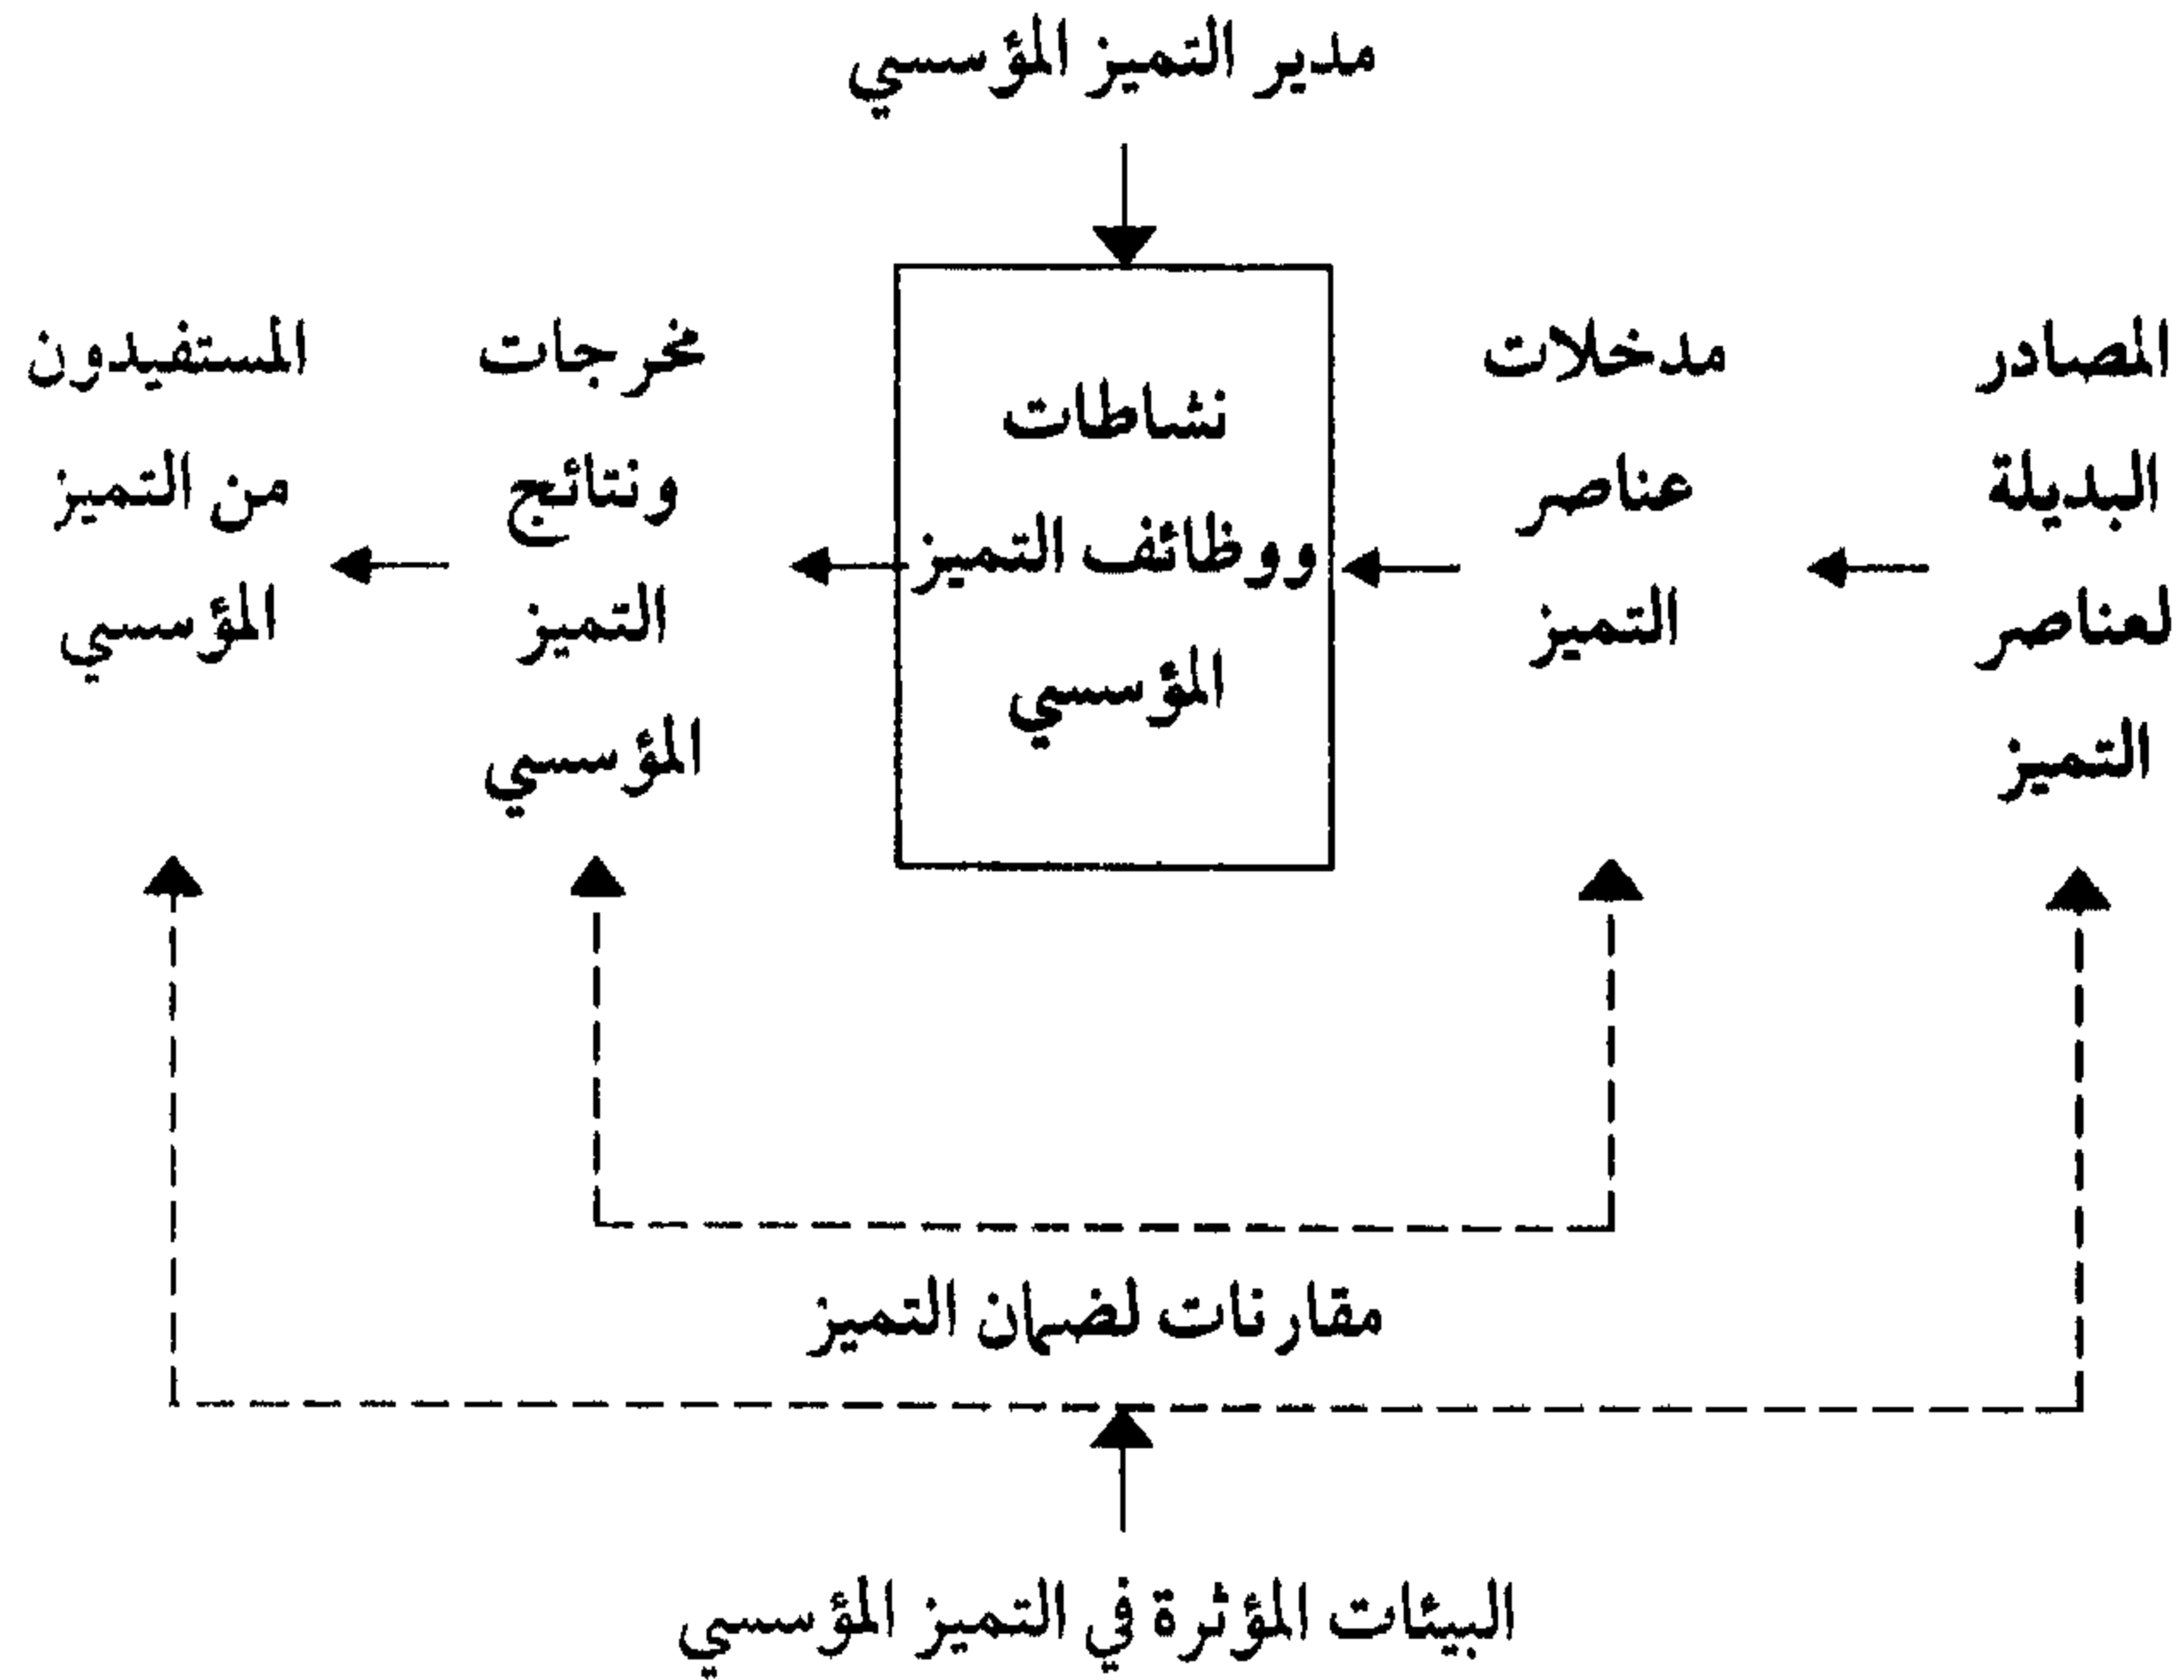 مدير التميز المؤسسي
المصادر
البديلة
لعناصر
التميز
مدخلات
عناصر
التميز
نشاطات
ووظائف التميز
المؤسسي
مخرجات
ونتائج
التميز
المؤسسي
المستفيدون
من التميز
المؤسسي
مقارنات لضمان التميز
البيئات المؤثرة في التميز المؤسسي